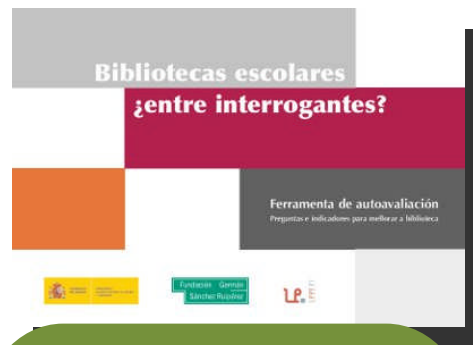 Bibliotecas escolares
¿entre interrogantes?
Ferramenta de autoavaliación
Preguntas e indicadores para mellorar a biblioteca
Fundación Germán
Sánchez Ruipérez